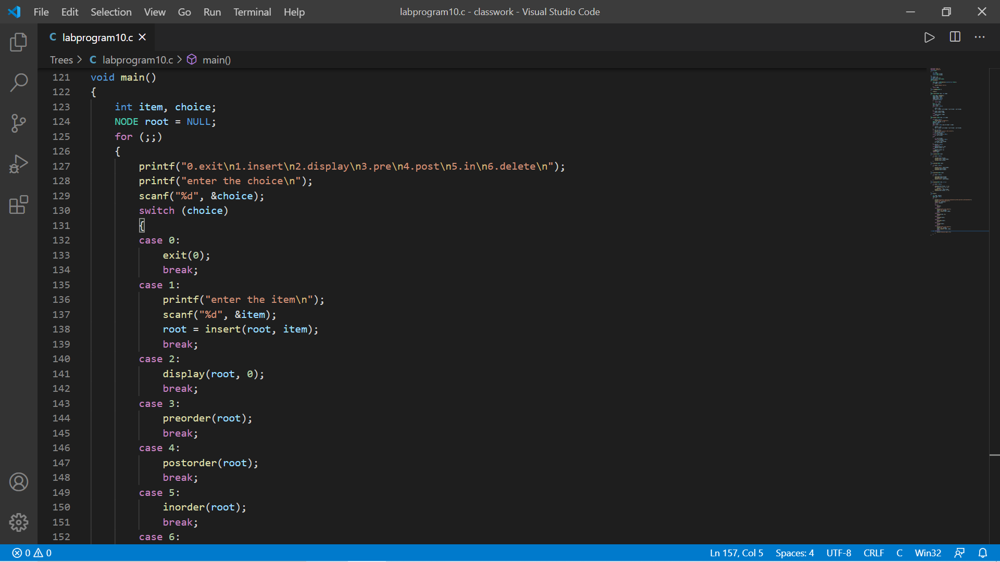 File Edit Selection View Go Run Terminal Help labprogram10.c - classwork - Visual Studio Code
C labprogram10.c
Trees > C labprogram10.c > main()
121 void main()
122 {
123 int item, choice;
124 NODE root = NULL;
125 for (;;)
126 {
127 printf("0.exit\n1.insert\n2.display\n3.pre\n4.post\n5.in\n6.delete\n");
128 printf("enter the choice\n");
129 scanf("%d", &choice);
130 switch (choice)
131 {
132 case 0:
133 exit(0);
134 break;
135 case 1:
136 printf("enter the item\n");
137 scanf("%d", &item);
138 root = insert(root, item);
139 break;
140 case 2:
141 display(root, 0);
142 break;
143 case 3:
144 preorder(root);
145 break;
146 case 4:
147 postorder(root);
148 break;
149 case 5:
150 inorder(root);
151 break;
152 case 6:
0 0 Ln 157, Col 5 Spaces: 4 UTF-8 CRLF C Win32